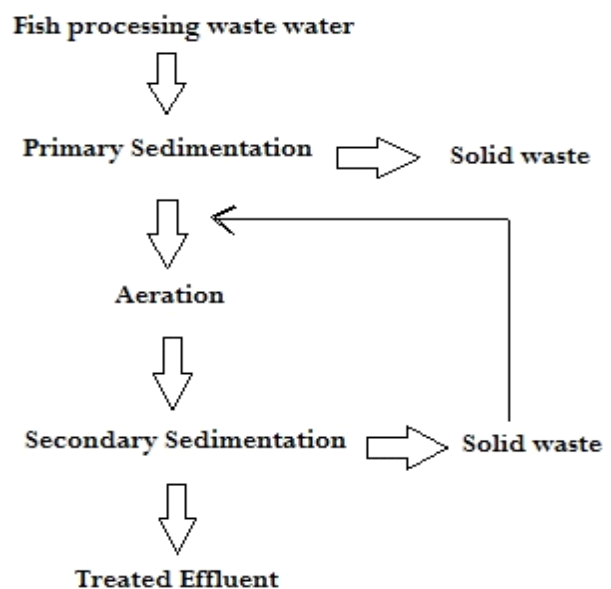 Fish processing waste water
Primary Sedimentation
Solid waste
Aeration
Secondary Sedimentation
Solid waste
Treated Effluent